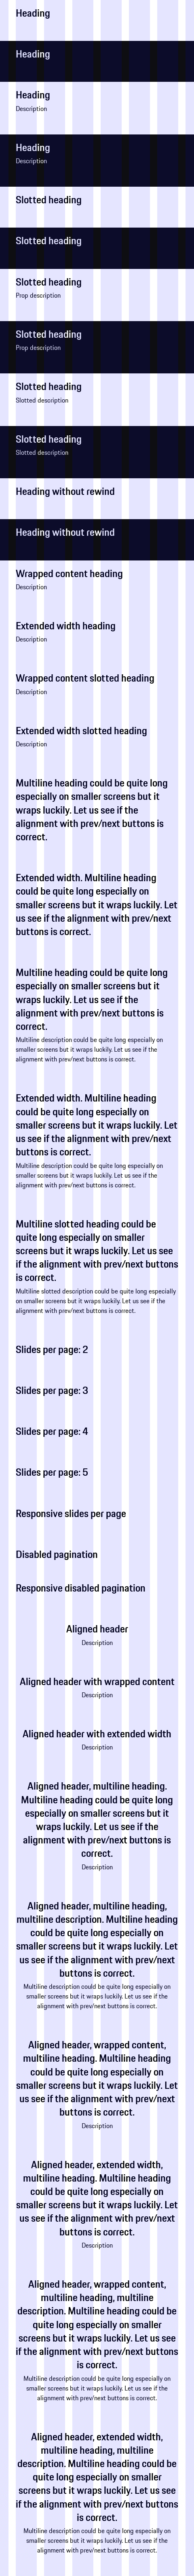 Heading
Heading
Heading
Description
Heading
Description
Slotted heading
Slotted heading
Slotted heading
Prop description
Slotted heading
Prop description
Slotted heading
Slotted description
Slotted heading
Slotted description
Heading without rewind
Heading without rewind
Wrapped content heading
Description
Extended width heading
Description
Wrapped content slotted heading
Description
Extended width slotted heading
Description
Multiline heading could be quite long
especially on smaller screens but it
wraps luckily. Let us see if the
alignment with prev/next buttons is
correct.
Extended width. Multiline heading
could be quite long especially on
smaller screens but it wraps luckily. Let
us see if the alignment with prev/next
buttons is correct.
Multiline heading could be quite long
especially on smaller screens but it
wraps luckily. Let us see if the
alignment with prev/next buttons is
correct.
Multiline description could be quite long especially on
smaller screens but it wraps luckily. Let us see if the
alignment with prev/next buttons is correct.
Extended width. Multiline heading
could be quite long especially on
smaller screens but it wraps luckily. Let
us see if the alignment with prev/next
buttons is correct.
Multiline description could be quite long especially on
smaller screens but it wraps luckily. Let us see if the
alignment with prev/next buttons is correct.
Multiline slotted heading could be
quite long especially on smaller
screens but it wraps luckily. Let us see
if the alignment with prev/next buttons
is correct.
Multiline slotted description could be quite long especially
on smaller screens but it wraps luckily. Let us see if the
alignment with prev/next buttons is correct.
Slides per page: 2
Slides per page: 3
Slides per page: 4
Slides per page: 5
Responsive slides per page
Disabled pagination
Responsive disabled pagination
Aligned header
Description
Aligned header with wrapped content
Description
Aligned header with extended width
Description
Aligned header, multiline heading.
Multiline heading could be quite long
especially on smaller screens but it
wraps luckily. Let us see if the
alignment with prev/next buttons is
correct.
Description
Aligned header, multiline heading,
multiline description. Multiline heading
could be quite long especially on
smaller screens but it wraps luckily. Let
us see if the alignment with prev/next
buttons is correct.
Multiline description could be quite long especially on
smaller screens but it wraps luckily. Let us see if the
alignment with prev/next buttons is correct.
Aligned header, wrapped content,
multiline heading. Multiline heading
could be quite long especially on
smaller screens but it wraps luckily. Let
us see if the alignment with prev/next
buttons is correct.
Description
Aligned header, extended width,
multiline heading. Multiline heading
could be quite long especially on
smaller screens but it wraps luckily. Let
us see if the alignment with prev/next
buttons is correct.
Description
Aligned header, wrapped content,
multiline heading, multiline
description. Multiline heading could be
quite long especially on smaller
screens but it wraps luckily. Let us see
if the alignment with prev/next buttons
is correct.
Multiline description could be quite long especially on
smaller screens but it wraps luckily. Let us see if the
alignment with prev/next buttons is correct.
Aligned header, extended width,
multiline heading, multiline
description. Multiline heading could be
quite long especially on smaller
screens but it wraps luckily. Let us see
if the alignment with prev/next buttons
is correct.
Multiline description could be quite long especially on
smaller screens but it wraps luckily. Let us see if the
alignment with prev/next buttons is correct.